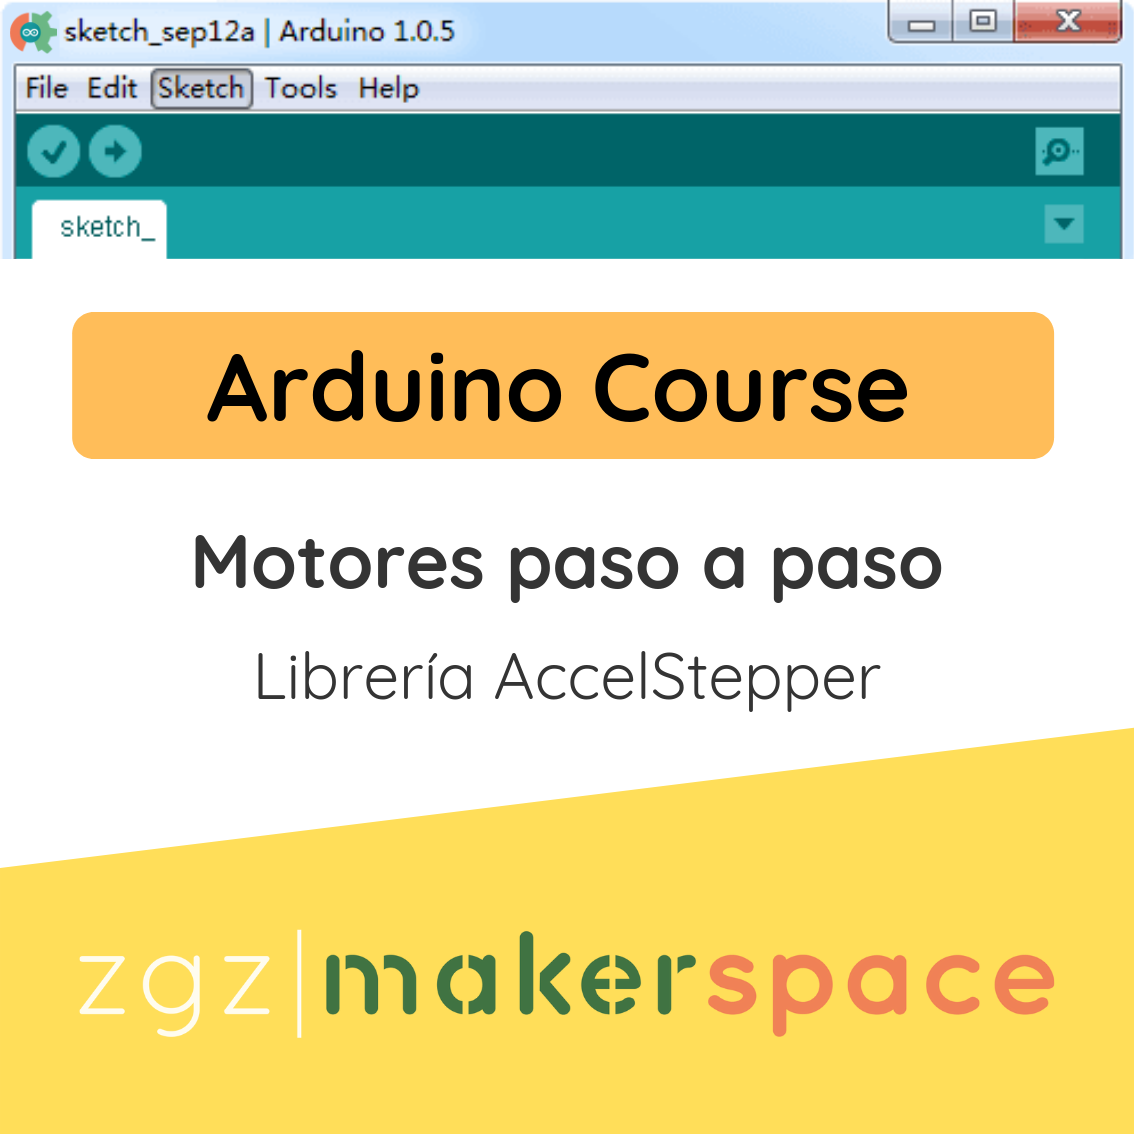 sketch_sep12a | Arduino 1.0.5
File Edit Sketch Tools Help
sketch_
Arduino Course
Motores paso a paso
Librería AccelStepper
zgz|makerspace